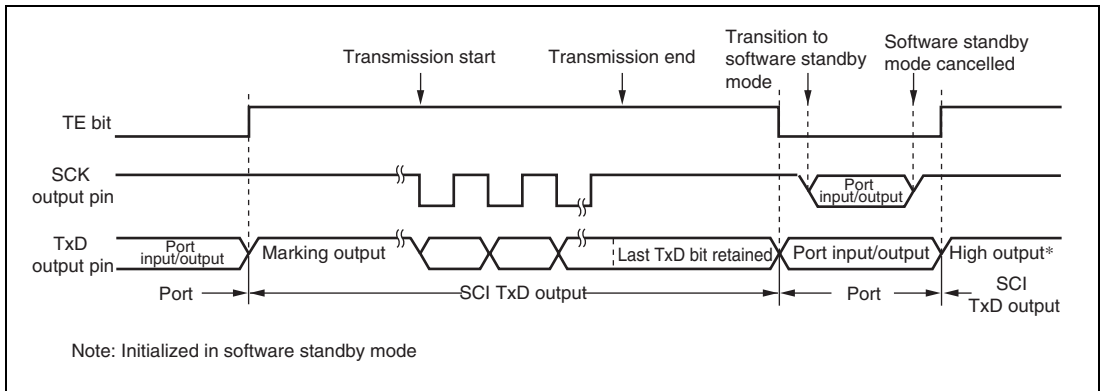 Transmission start
Transmission end
Transition to
software standby
mode
Software standby
mode cancelled
TE bit
SCK
output pin
Port
input/output
TxD
output pin
Port
input/output
Marking output
Last TxD bit retained
Port input/output
High output*
Port
SCI TxD output
Port
SCI
TxD output
Note: Initialized in software standby mode